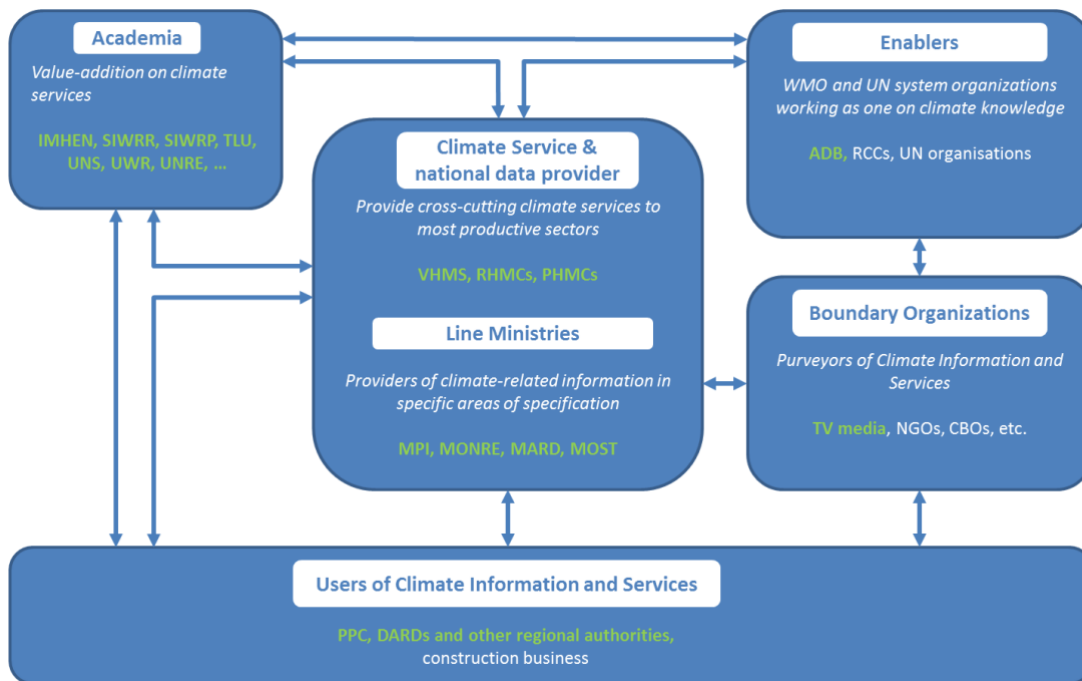 Academia
Value-addition on climate
services
IMHEN, SIWRR, SIWRP, TLU,
UNS, UWR, UNRE, ...
Enablers
WMO and UN system organizations
working as one on climate knowledge
ADB, RCCs, UN organisations
Climate Service &
national data provider
Provide cross-cutting climate services to
most productive sectors
VHMS, RHMCs, PHMCs
Line Ministries
Providers of climate-related information in
specific areas of specification
MPI, MONRE, MARD, MOST
Boundary Organizations
Purveyors of Climate Information and
Services
TV media, NGOs, CBOs, etc.
Users of Climate Information and Services
PPC, DARDs and other regional authorities,
construction business